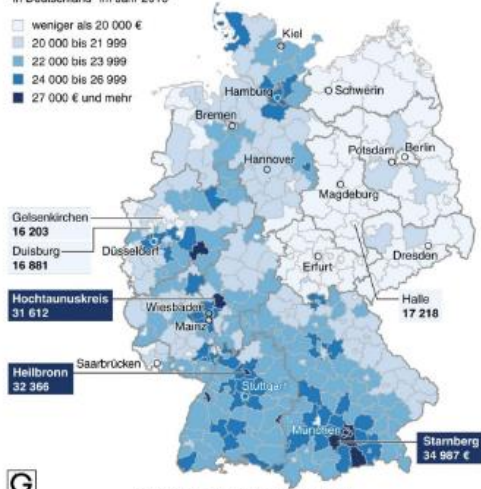 weniger als 20 000 €
20 000 bis 21 999
22 000 bis 23 999
24 000 bis 26 999
27 000 € und mehr
Kiel
Hamburg
Schwerin
Bremen
Potsdam
Berlin
Hannover
Magdeburg
Gelsenkirchen
16 203
Duisburg
16 881
Düsseldorf
Erfurt
Dresden
Halle
17 218
Hochtaunuskreis
31 612
Wiesbaden
Mainz
Saarbrücken
Heilbronn
32 366
Stuttgart
München
Starnberg
34 987 €
G